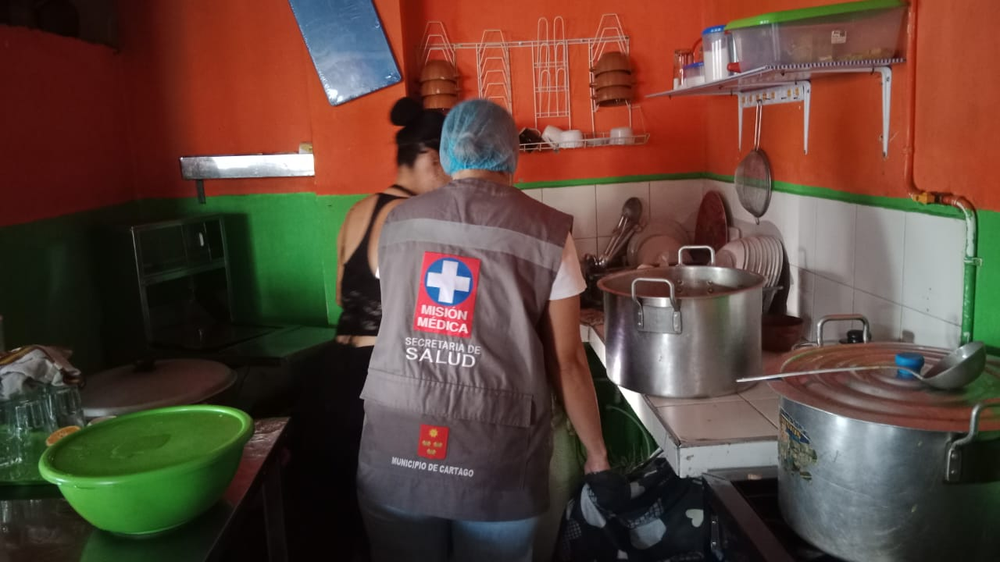 MISIÓN
MÉDICA
SECRETARIA DE
SALUD
MUNICIPIO DE CARTAGO